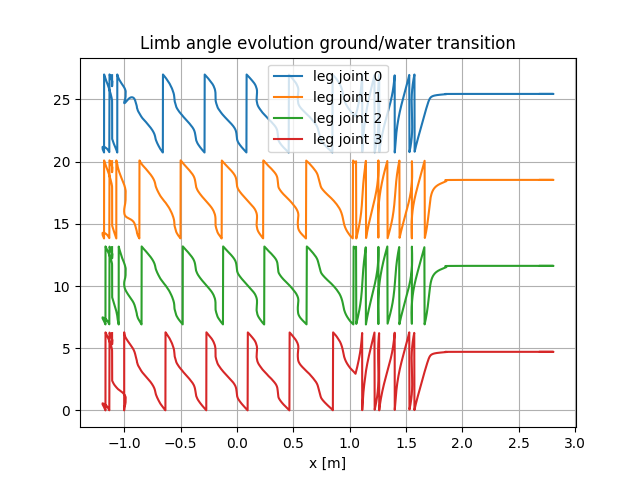 Limb angle evolution ground/water transition
leg joint 0
leg joint 1
leg joint 2
leg joint 3
25
20
15
10
5
0
−1.0 −0.5 0.0 0.5 1.0 1.5 2.0 2.5 3.0
x [m]